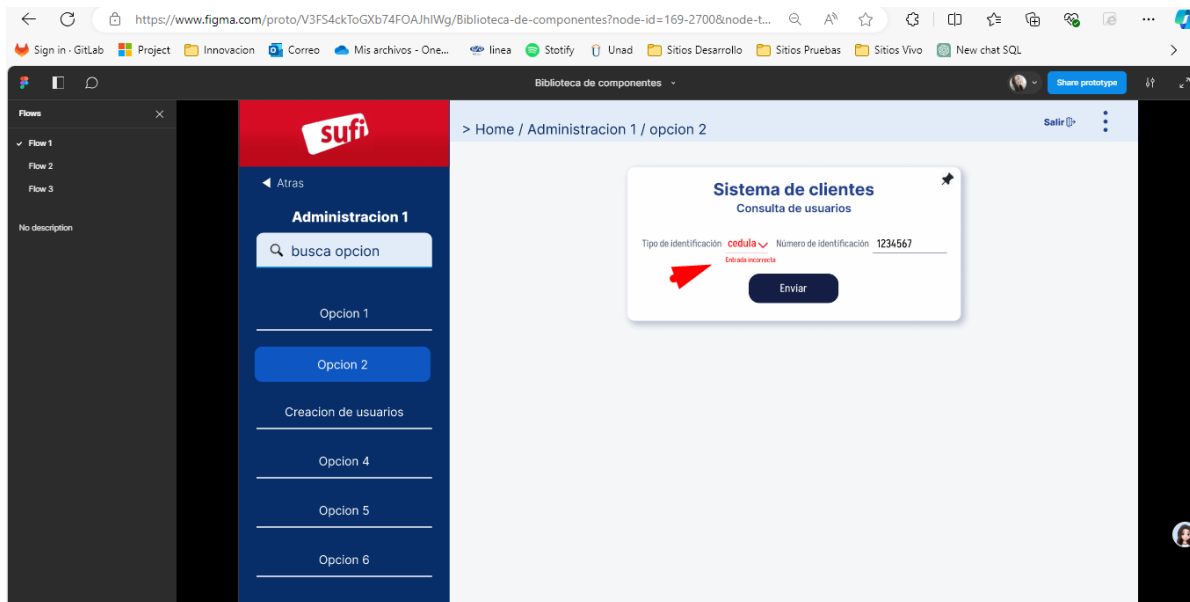 https://www.figma.com/proto/V3FS4ckToGXb74FOAJhIWg/Biblioteca-de-componentes?node-id=169-2700&node-t...
Sign in · GitLab Project Innovacion Correo Mis archivos - One... linea Stotify Unad Sitios Desarrollo Sitios Pruebas Sitios Vivo New chat SQL
Biblioteca de componentes
Share prototype
Flows
Flow 1
Flow 2
Flow 3
No description
sufi
Atras
Administracion 1
busca opcion
Opcion 1
Opcion 2
Creacion de usuarios
Opcion 4
Opcion 5
Opcion 6
> Home / Administracion 1 / opcion 2
Salir
Sistema de clientes
Consulta de usuarios
Tipo de identificación cedula Número de identificación 1234567
Entrada incorrecta
Enviar